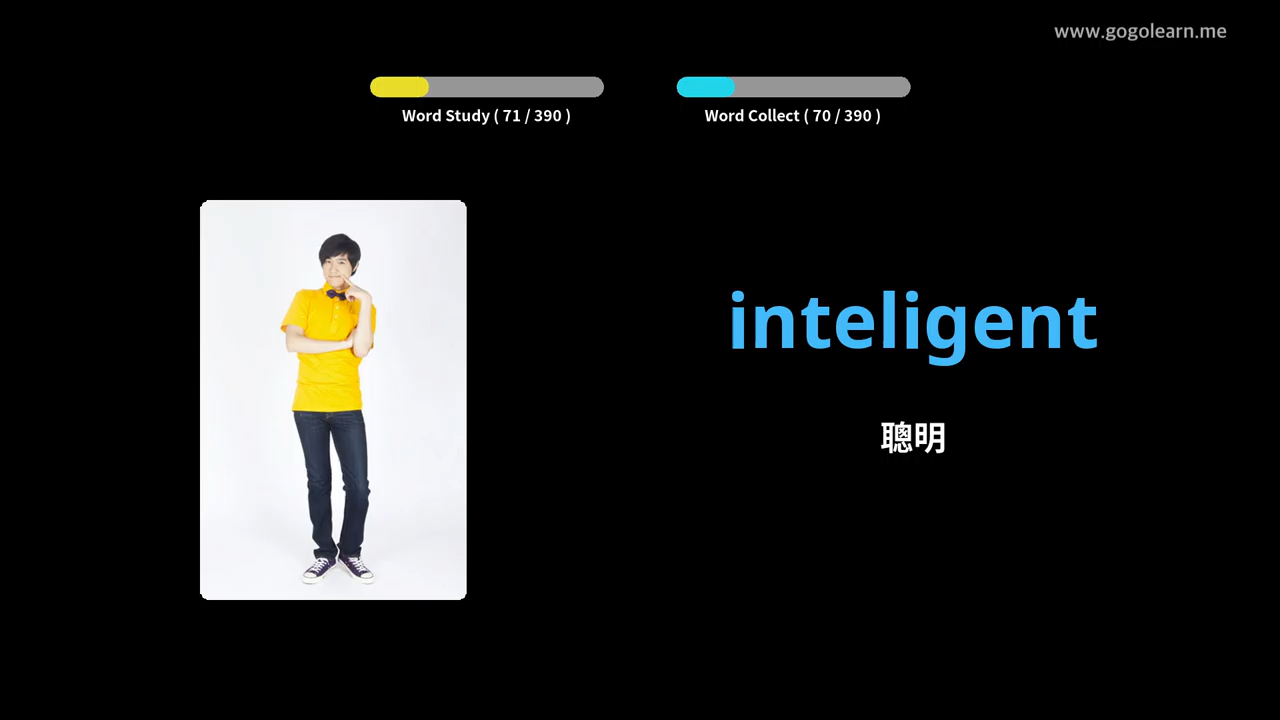 www.gogolearn.me
Word Study ( 71 / 390 )
Word Collect ( 70 / 390 )
inteligent
聰明